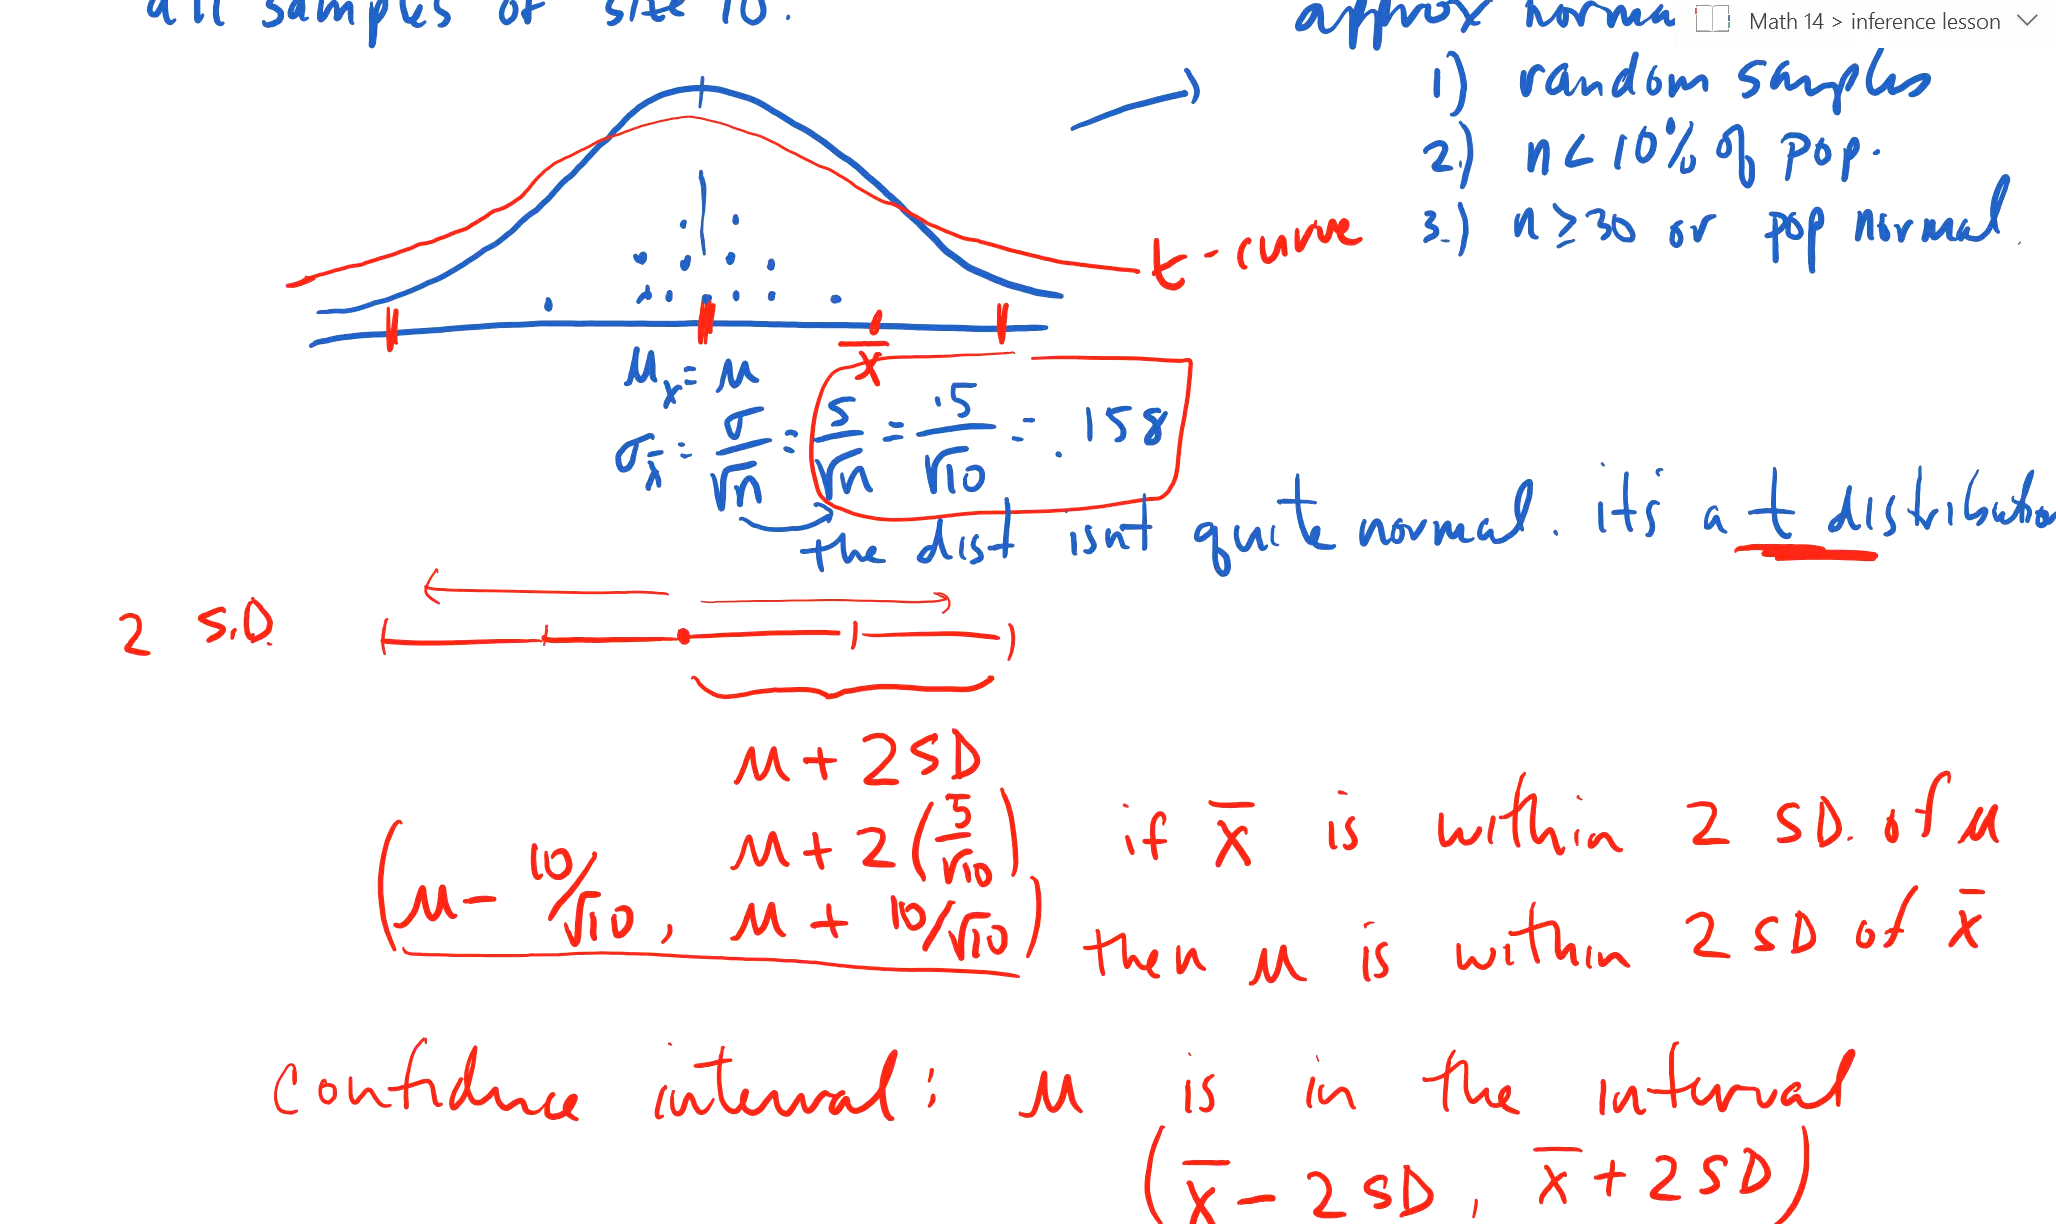 all samples of size 10.
approx norma
Math 14 > inference lesson
1) random samples
2.) n < 10% of pop.
3.) n ≥ 30 or pop normal.
t-curve
x̄
μx̄ = μ
σx̄ = σ/√n = s/√n = .5/√10 = .158
the dist isnt quite normal. it's a t distribution
2 S.D.
μ + 2SD
μ + 2(5/√10)
(μ - 10/√10, μ + 10/√10)
if x̄ is within 2 SD. of μ
then μ is within 2 SD of x̄
confidence interval: μ is in the interval
(x̄ - 2SD, x̄ + 2SD)